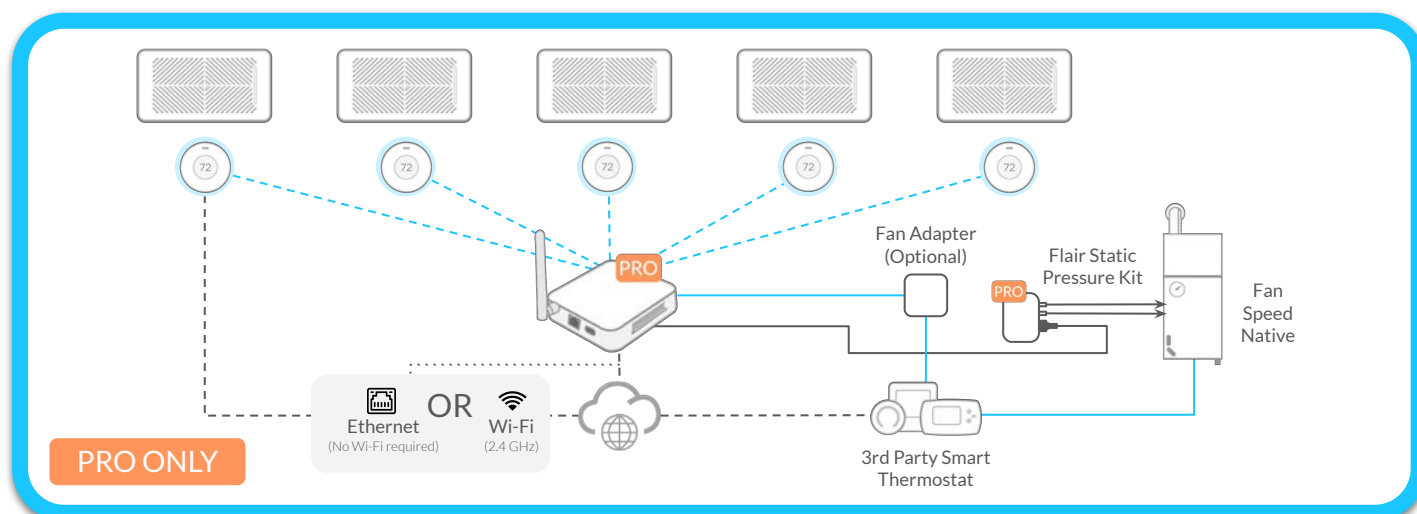 72
72
72
72
72
PRO
Fan Adapter
(Optional)
Flair Static
Pressure Kit
PRO
Fan
Speed
Native
Ethernet
(No Wi-Fi required)
OR
Wi-Fi
(2.4 GHz)
3rd Party Smart
Thermostat
PRO ONLY